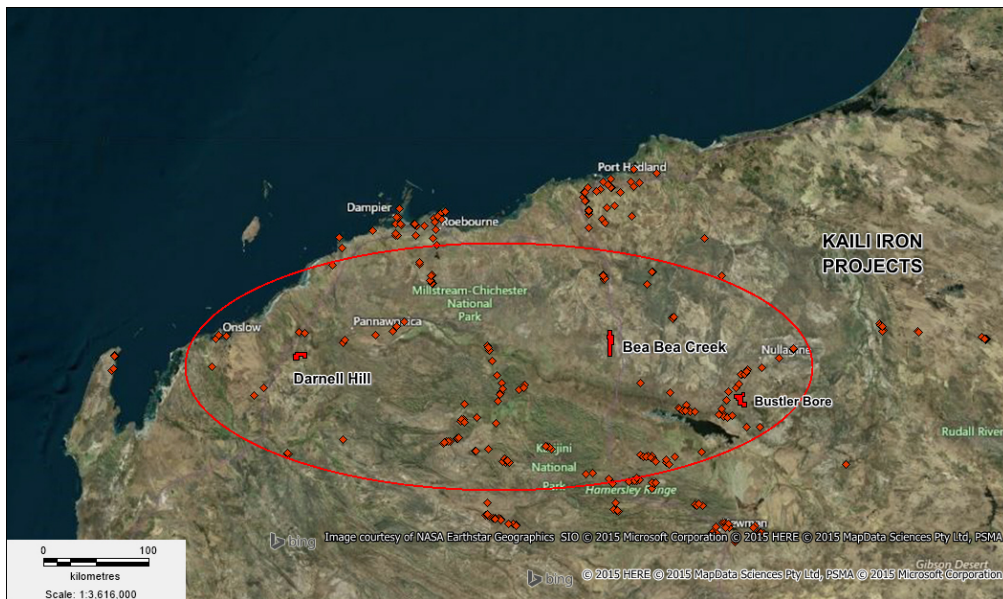 Port Hedland
Dampier
Roebourne
KAILI IRON
PROJECTS
Millstream-Chichester
National
Park
Onslow
Pannawonica
Bea Bea Creek
Nullagine
Darnell Hill
Bustler Bore
Rudall River
Karijini
National
Park
Hamersley Range
Newman
bing
Image courtesy of NASA Earthstar Geographics SIO © 2015 Microsoft Corporation © 2015 HERE © 2015 MapData Sciences Pty Ltd, PSMA
0 100
kilometres
Scale: 1:3,616,000
Gibson Desert
bing
© 2015 HERE © 2015 MapData Sciences Pty Ltd, PSMA © 2015 Microsoft Corporation